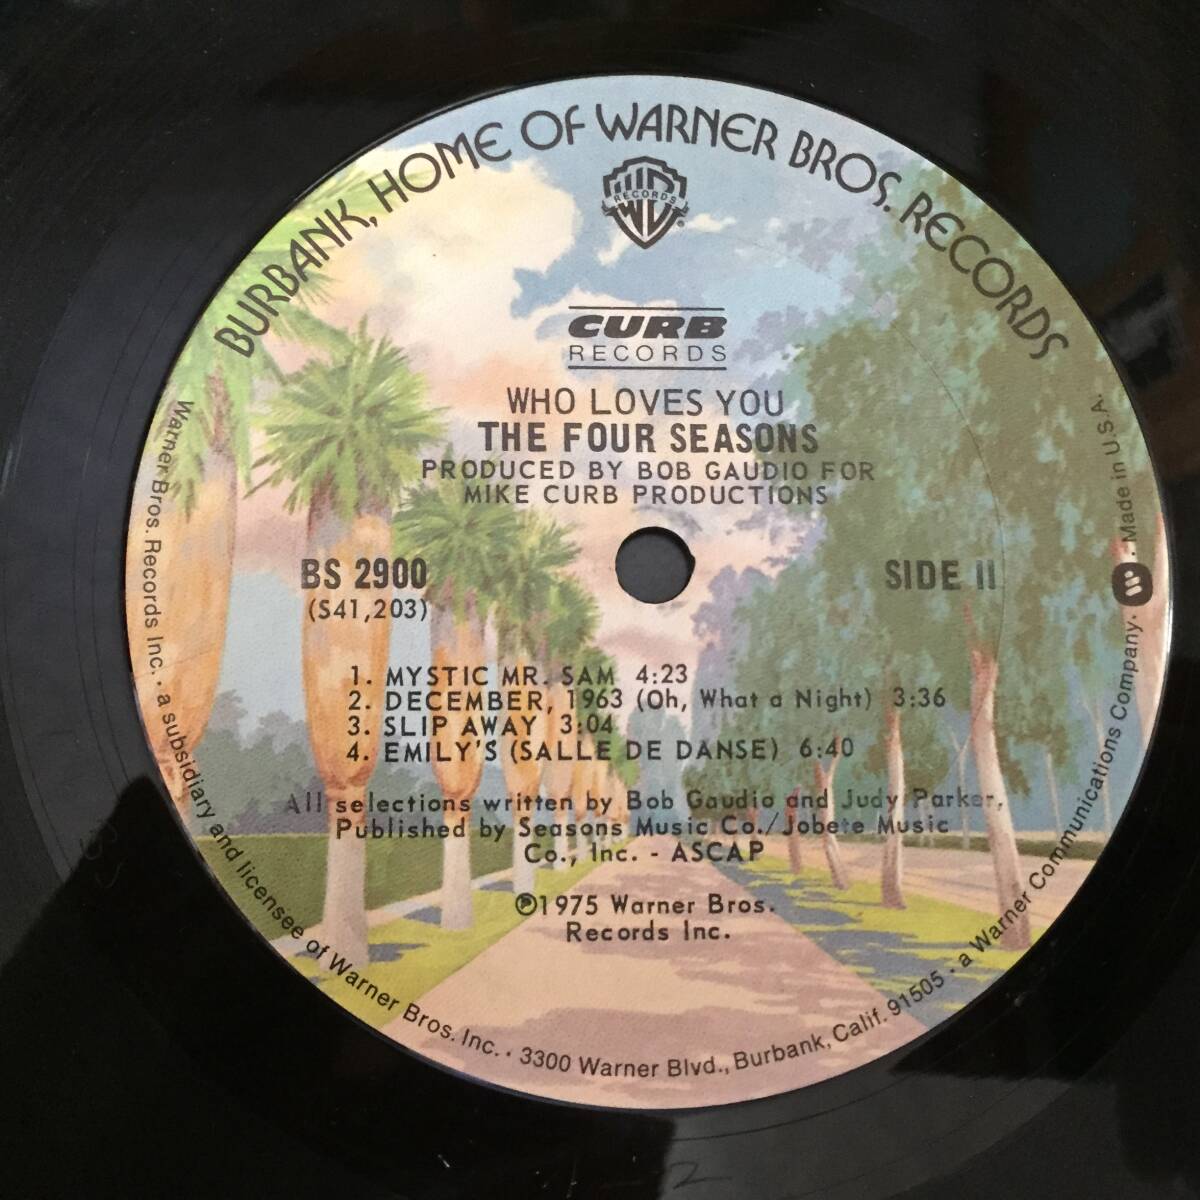 BURBANK, HOME OF WARNER BROS. RECORDS
RECORDS
CURB
RECORDS
WHO LOVES YOU
THE FOUR SEASONS
PRODUCED BY BOB GAUDIO FOR
MIKE CURB PRODUCTIONS
BS 2900
(S41,203)
SIDE II
1. MYSTIC MR. SAM 4:23
2. DECEMBER, 1963 (Oh, What a Night) 3:36
3. SLIP AWAY 3:04
4. EMILY'S (SALLE DE DANSE) 6:40
All selections written by Bob Gaudio and Judy Parker,
Published by Seasons Music Co./Jobete Music
Co., Inc. - ASCAP
℗1975 Warner Bros.
Records Inc.
Warner Bros. Records Inc. · a subsidiary and licensee of Warner Bros. Inc. · 3300 Warner Blvd., Burbank, Calif. 91505 · a Warner Communications Company. · Made in U.S.A.